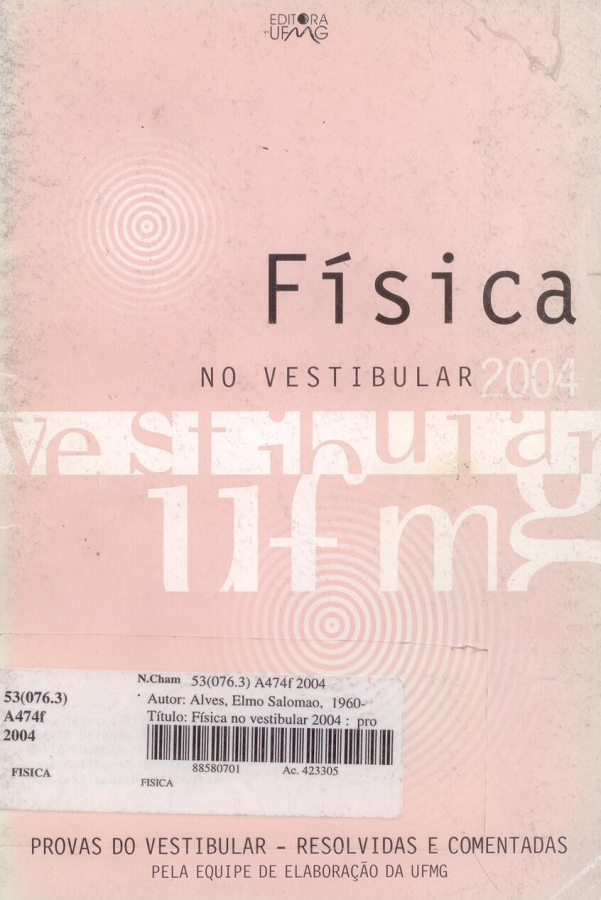 EDITORA
UFMG
Física
NO VESTIBULAR 2004
vestibular
ufmg
N.Cham 53(076.3) A474f 2004
53(076.3)
A474f
2004
FISICA
Autor: Alves, Elmo Salomao, 1960-
Título: Física no vestibular 2004 : pro
88580701 Ac. 423305
FISICA
PROVAS DO VESTIBULAR – RESOLVIDAS E COMENTADAS
PELA EQUIPE DE ELABORAÇÃO DA UFMG